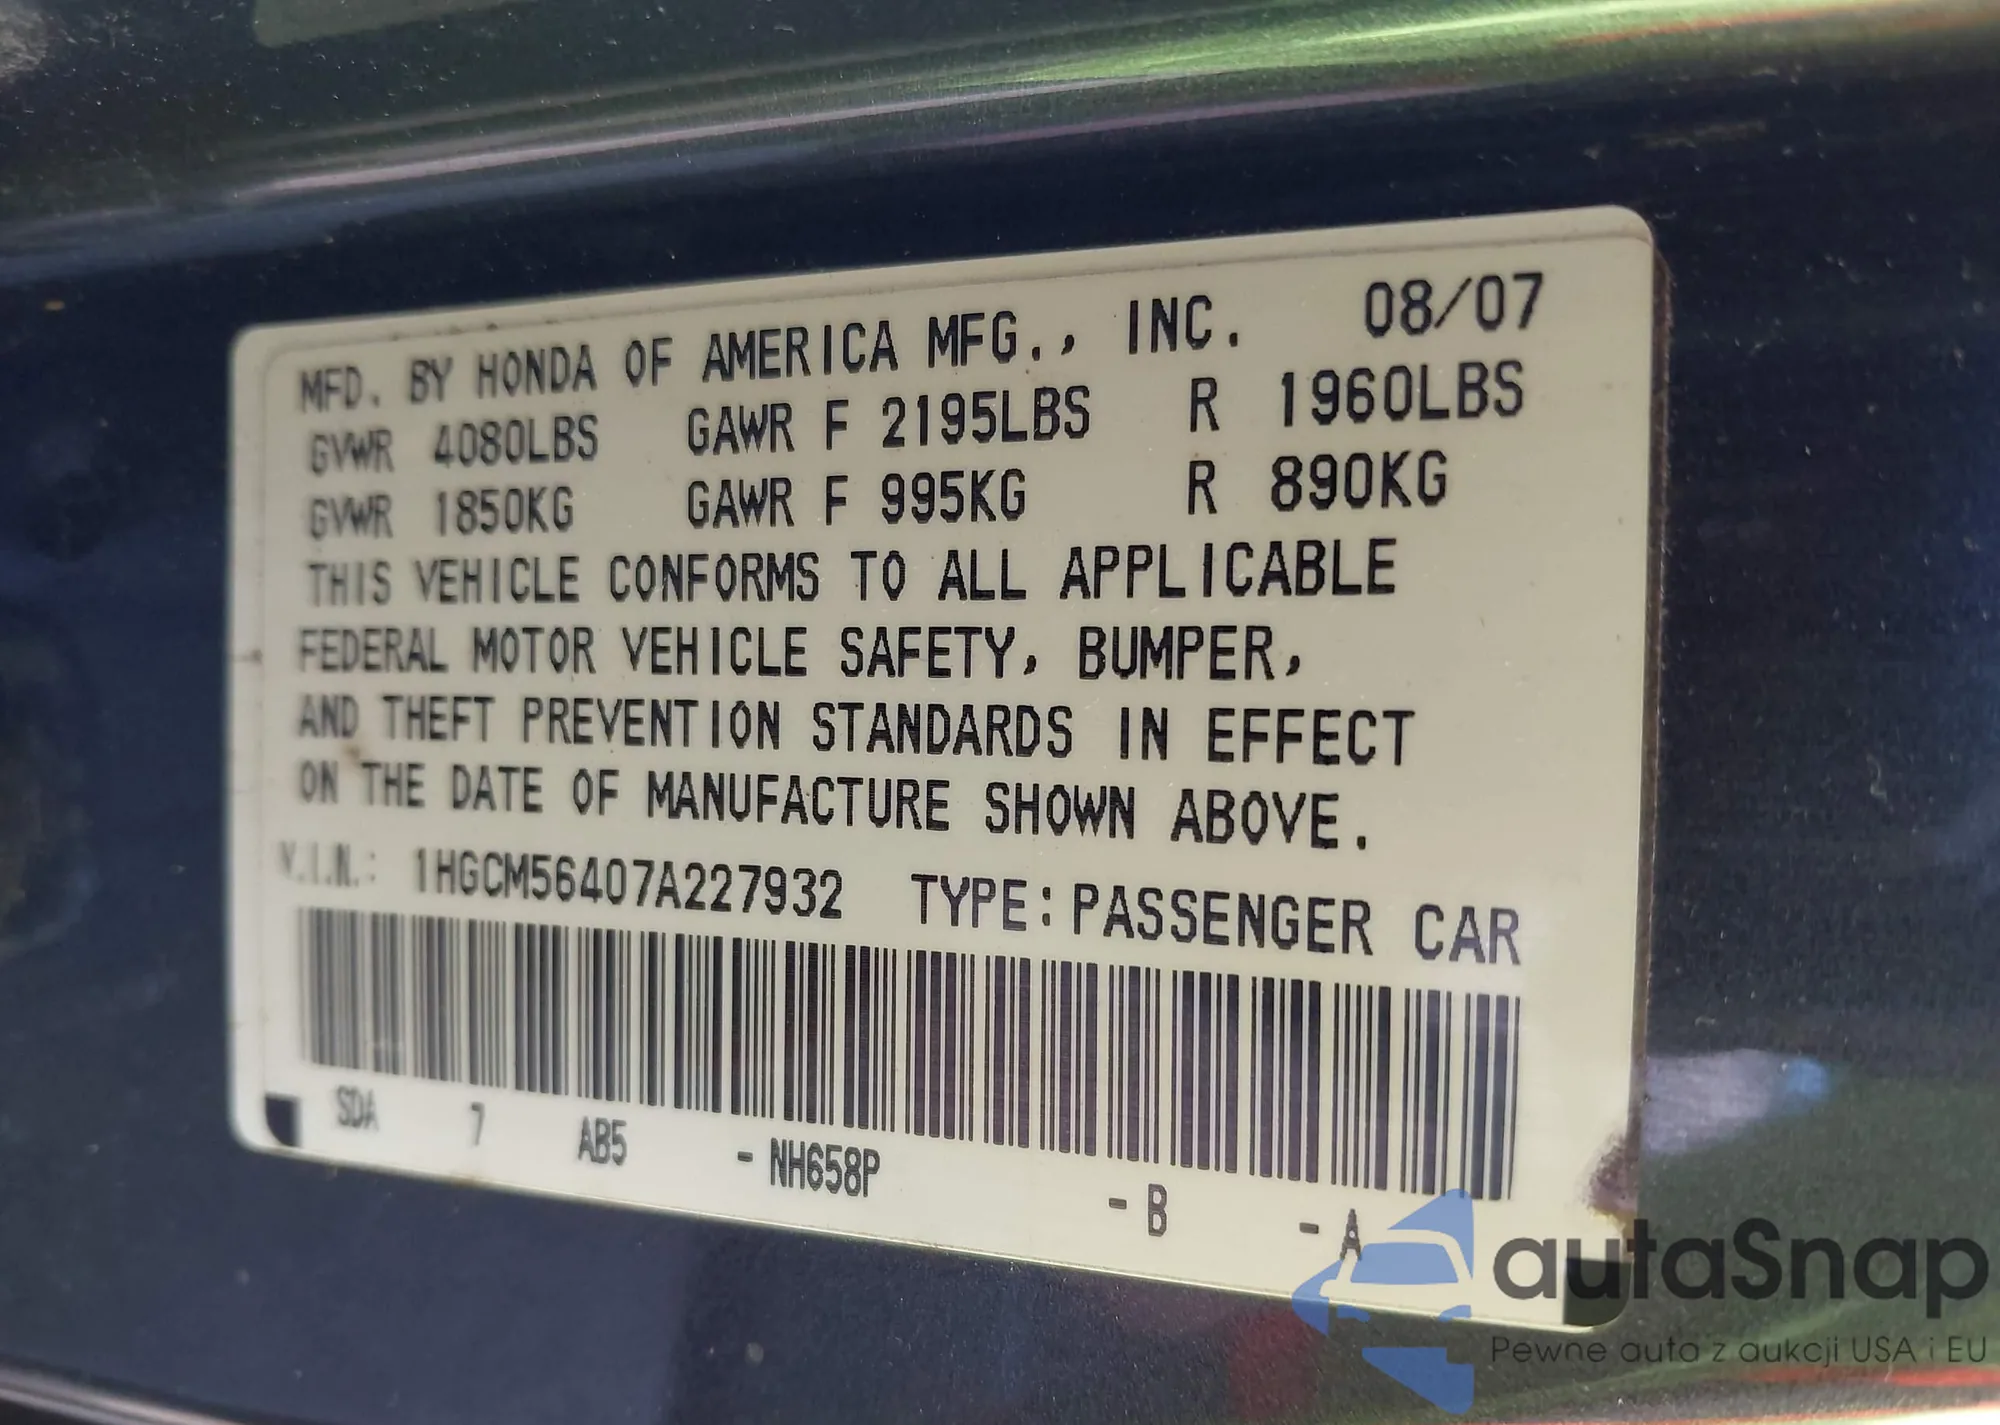 MFD. BY HONDA OF AMERICA MFG., INC. 08/07
GVWR 4080LBS GAWR F 2195LBS R 1960LBS
GVWR 1850KG GAWR F 995KG R 890KG
THIS VEHICLE CONFORMS TO ALL APPLICABLE
FEDERAL MOTOR VEHICLE SAFETY, BUMPER,
AND THEFT PREVENTION STANDARDS IN EFFECT
ON THE DATE OF MANUFACTURE SHOWN ABOVE.
V.I.N.: 1HGCM56407A227932 TYPE: PASSENGER CAR
SDA 7 AB5 - NH658P - B - A
autaSnap
Pewne auta z aukcji USA i EU